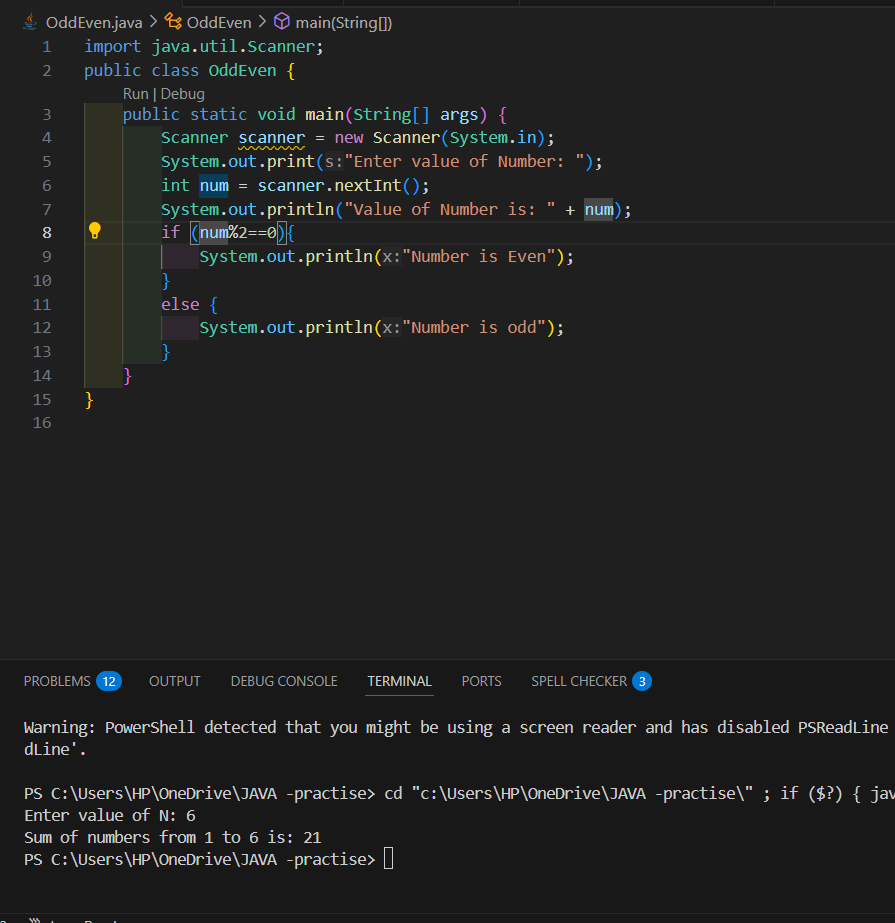 OddEven.java > OddEven > main(String[])
1 import java.util.Scanner;
2 public class OddEven {
Run | Debug
3 public static void main(String[] args) {
4 Scanner scanner = new Scanner(System.in);
5 System.out.print(s:"Enter value of Number: ");
6 int num = scanner.nextInt();
7 System.out.println("Value of Number is: " + num);
8 if (num%2==0){
9 System.out.println(x:"Number is Even");
10 }
11 else {
12 System.out.println(x:"Number is odd");
13 }
14 }
15 }
16
PROBLEMS 12 OUTPUT DEBUG CONSOLE TERMINAL PORTS SPELL CHECKER 3
Warning: PowerShell detected that you might be using a screen reader and has disabled PSReadLine
dLine'.
PS C:\Users\HP\OneDrive\JAVA -practise> cd "c:\Users\HP\OneDrive\JAVA -practise\" ; if ($?) { jav
Enter value of N: 6
Sum of numbers from 1 to 6 is: 21
PS C:\Users\HP\OneDrive\JAVA -practise>